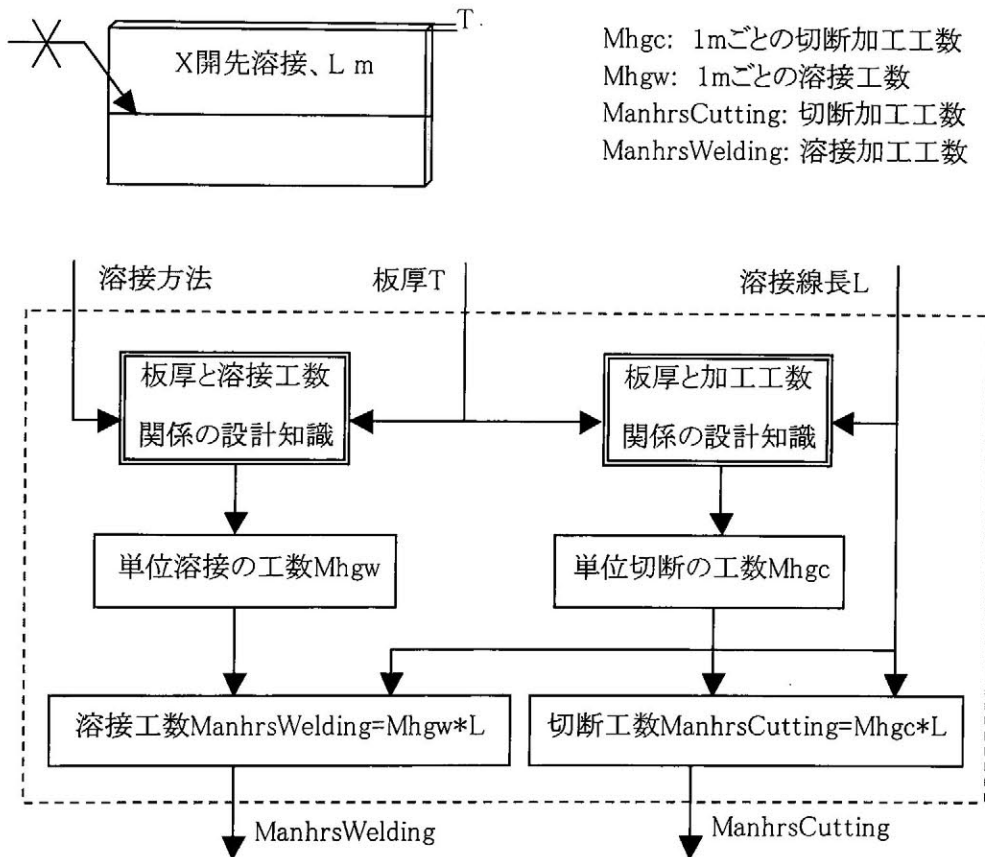 T
X開先溶接、L m
Mhgc: 1mごとの切断加工工数
Mhgw: 1mごとの溶接工数
ManhrsCutting: 切断加工工数
ManhrsWelding: 溶接加工工数
溶接方法
板厚T
溶接線長L
板厚と溶接工数
関係の設計知識
板厚と加工工数
関係の設計知識
単位溶接の工数Mhgw
単位切断の工数Mhgc
溶接工数ManhrsWelding=Mhgw*L
切断工数ManhrsCutting=Mhgc*L
ManhrsWelding
ManhrsCutting